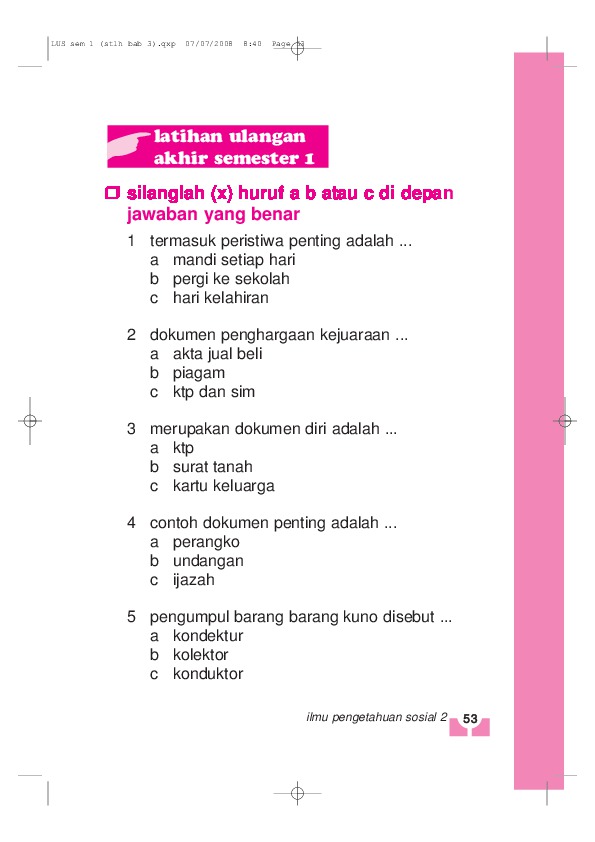 LUS sem 1 (stlh bab 3).qxp 07/07/2008 8:40 Page
latihan ulangan
akhir semester 1
silanglah (x) huruf a b atau c di depan
jawaban yang benar
1 termasuk peristiwa penting adalah ...
a mandi setiap hari
b pergi ke sekolah
c hari kelahiran
2 dokumen penghargaan kejuaraan ...
a akta jual beli
b piagam
c ktp dan sim
3 merupakan dokumen diri adalah ...
a ktp
b surat tanah
c kartu keluarga
4 contoh dokumen penting adalah ...
a perangko
b undangan
c ijazah
5 pengumpul barang barang kuno disebut ...
a kondektur
b kolektor
c konduktor
ilmu pengetahuan sosial 2 53